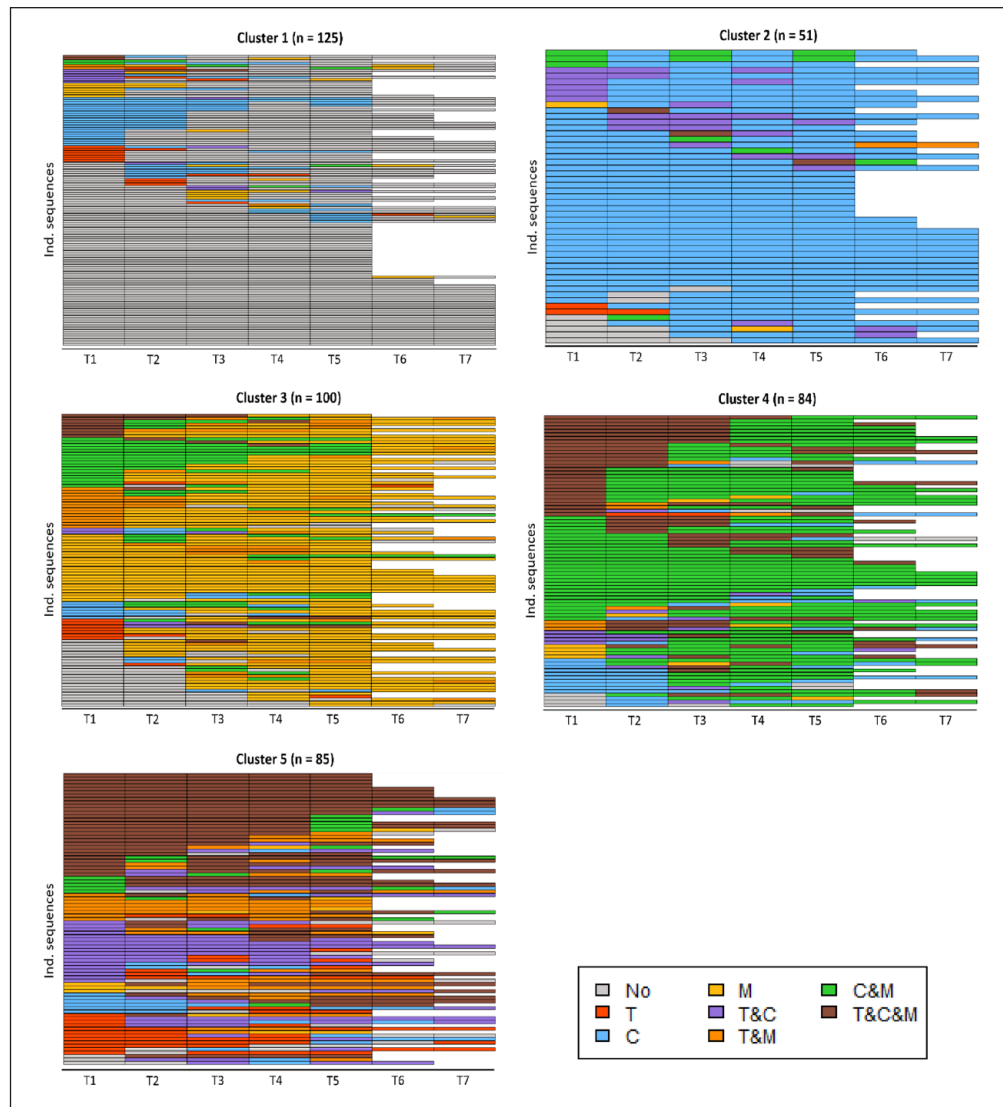 Cluster 1 (n = 125)
Ind. sequences
T1 T2 T3 T4 T5 T6 T7
Cluster 2 (n = 51)
Ind. sequences
T1 T2 T3 T4 T5 T6 T7
Cluster 3 (n = 100)
Ind. sequences
T1 T2 T3 T4 T5 T6 T7
Cluster 4 (n = 84)
Ind. sequences
T1 T2 T3 T4 T5 T6 T7
Cluster 5 (n = 85)
Ind. sequences
T1 T2 T3 T4 T5 T6 T7
No M C&M
T T&C T&C&M
C T&M